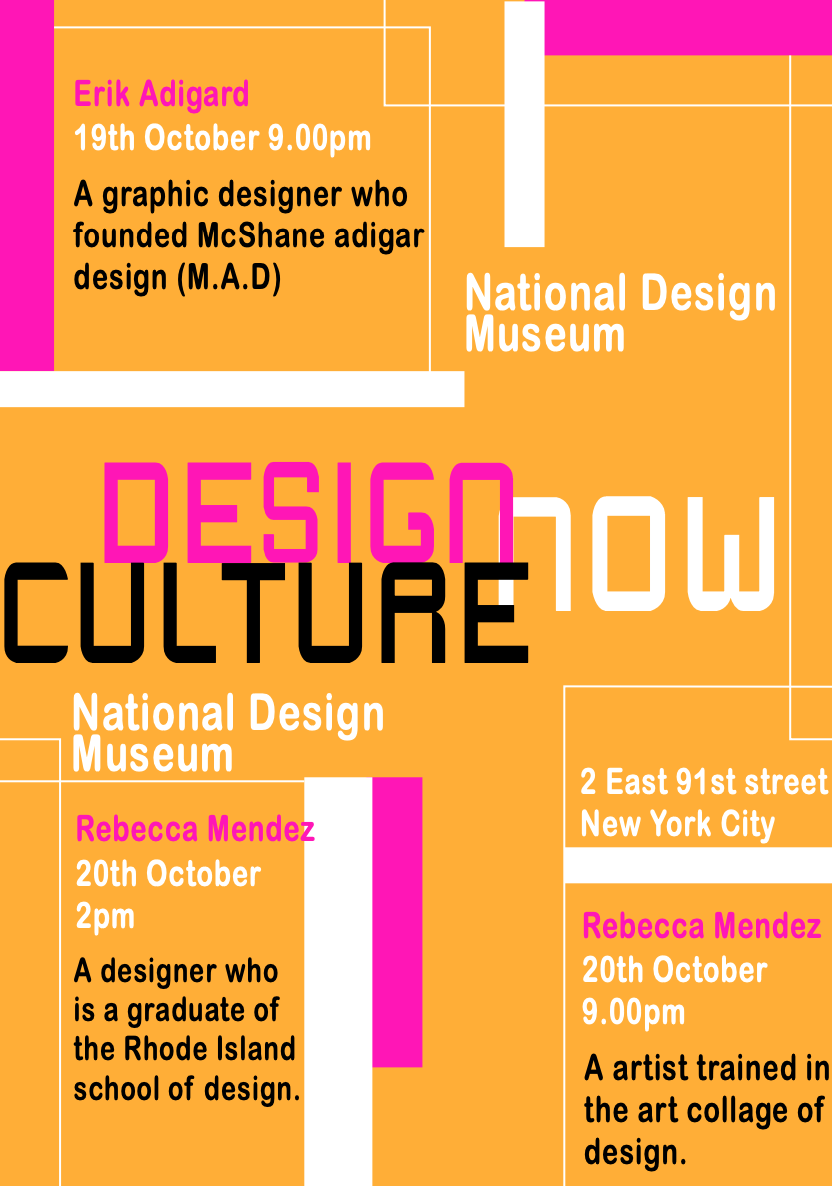 Erik Adigard
19th October 9.00pm
A graphic designer who
founded McShane adigar
design (M.A.D)
National Design
Museum
DESIGN
NOW
CULTURE
National Design
Museum
Rebecca Mendez
20th October
2pm
A designer who
is a graduate of
the Rhode Island
school of design.
2 East 91st street
New York City
Rebecca Mendez
20th October
9.00pm
A artist trained in
the art collage of
design.